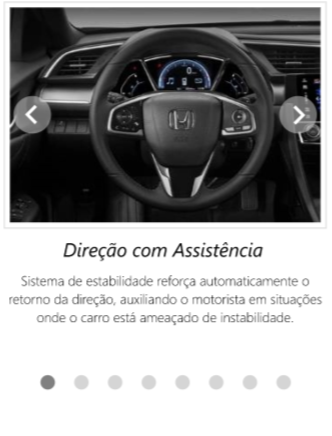 Direção com Assistência
Sistema de estabilidade reforça automaticamente o
retorno da direção, auxiliando o motorista em situações
onde o carro está ameaçado de instabilidade.